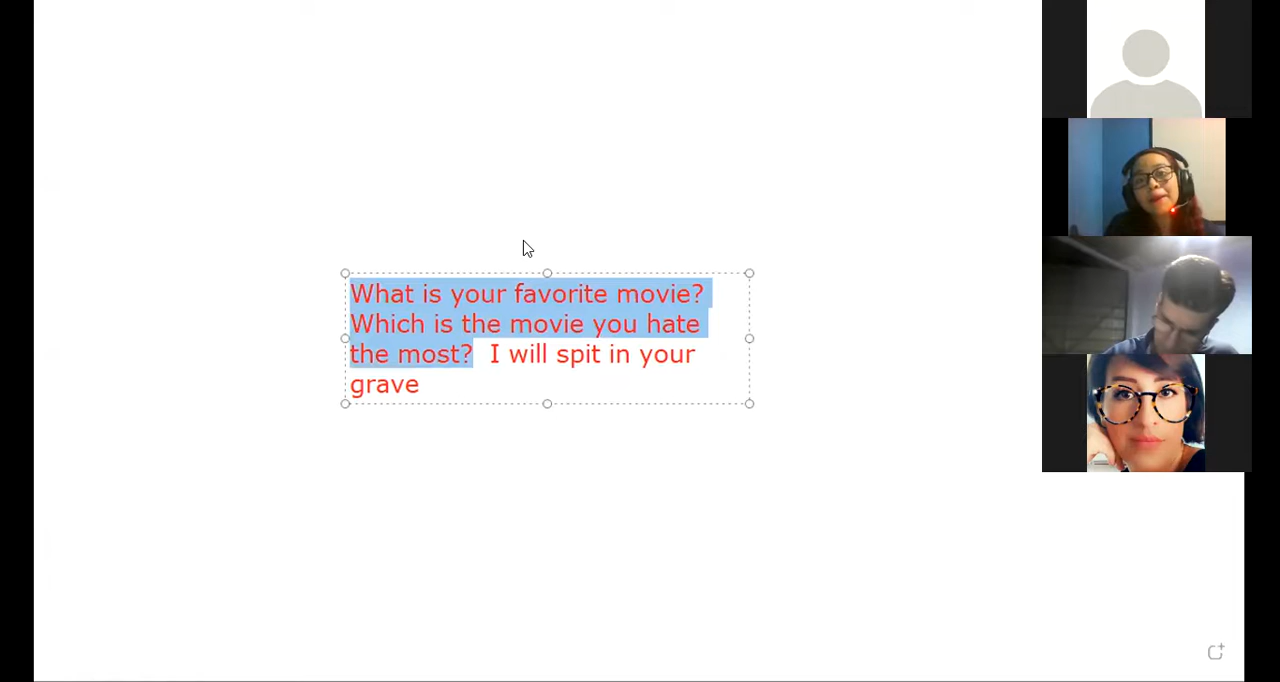 What is your favorite movie?
Which is the movie you hate
the most?  I will spit in your
grave